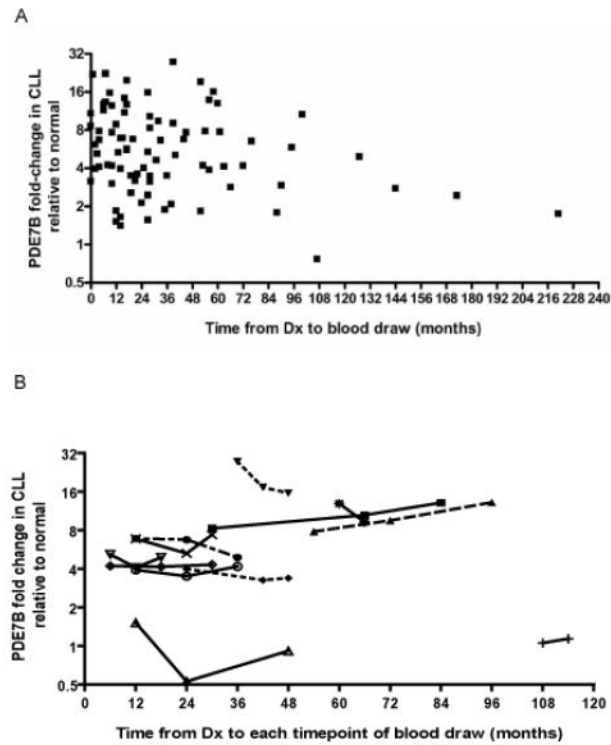 A
PDE7B fold-change in CLL
relative to normal
32
16
8
4
2
1
0.5
0 12 24 36 48 60 72 84 96 108 120 132 144 156 168 180 192 204 216 228 240
Time from Dx to blood draw (months)
B
PDE7B fold change in CLL
relative to normal
32
16
8
4
2
1
0.5
0 12 24 36 48 60 72 84 96 108 120
Time from Dx to each timepoint of blood draw (months)